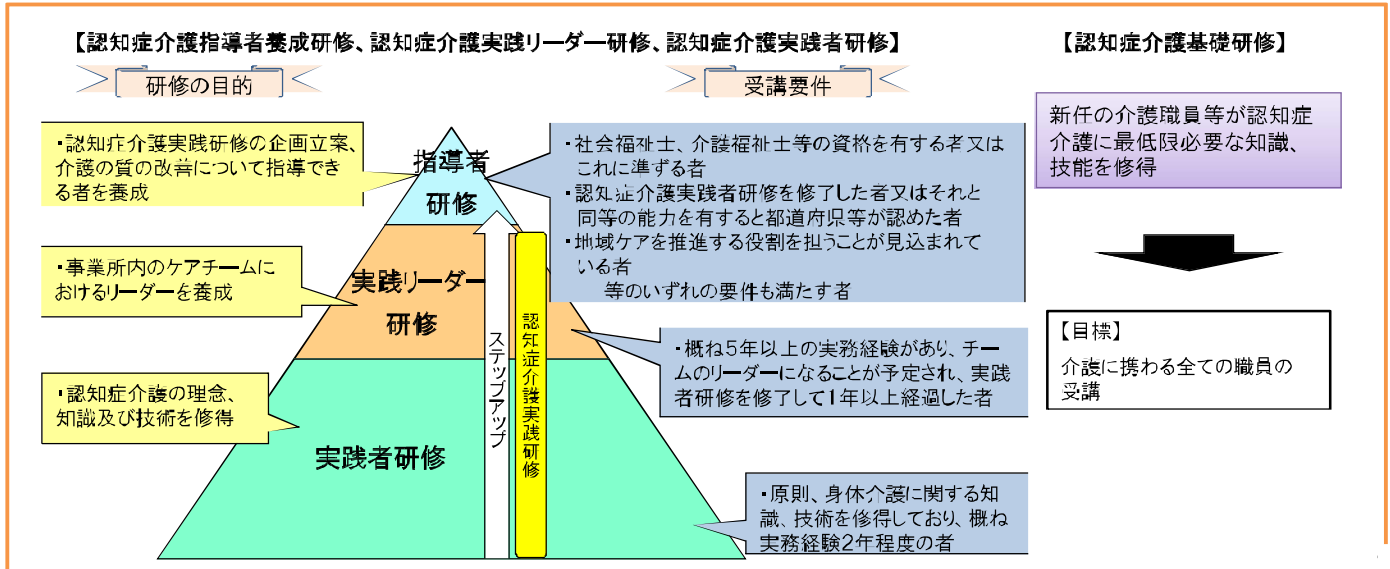 【認知症介護指導者養成研修、認知症介護実践リーダー研修、認知症介護実践者研修】
研修の目的
受講要件
・認知症介護実践研修の企画立案、
介護の質の改善について指導でき
る者を養成
・事業所内のケアチームに
おけるリーダーを養成
・認知症介護の理念、
知識及び技術を修得
指導者
研修
実践リーダー
研修
実践者研修
ステップアップ
認知症介護実践研修
・社会福祉士、介護福祉士等の資格を有する者又は
これに準ずる者
・認知症介護実践者研修を修了した者又はそれと
同等の能力を有すると都道府県等が認めた者
・地域ケアを推進する役割を担うことが見込まれて
いる者
等のいずれの要件も満たす者
・概ね5年以上の実務経験があり、チー
ムのリーダーになることが予定され、実践
者研修を修了して1年以上経過した者
・原則、身体介護に関する知
識、技術を修得しており、概ね
実務経験2年程度の者
【認知症介護基礎研修】
新任の介護職員等が認知症
介護に最低限必要な知識、
技能を修得
【目標】
介護に携わる全ての職員の
受講